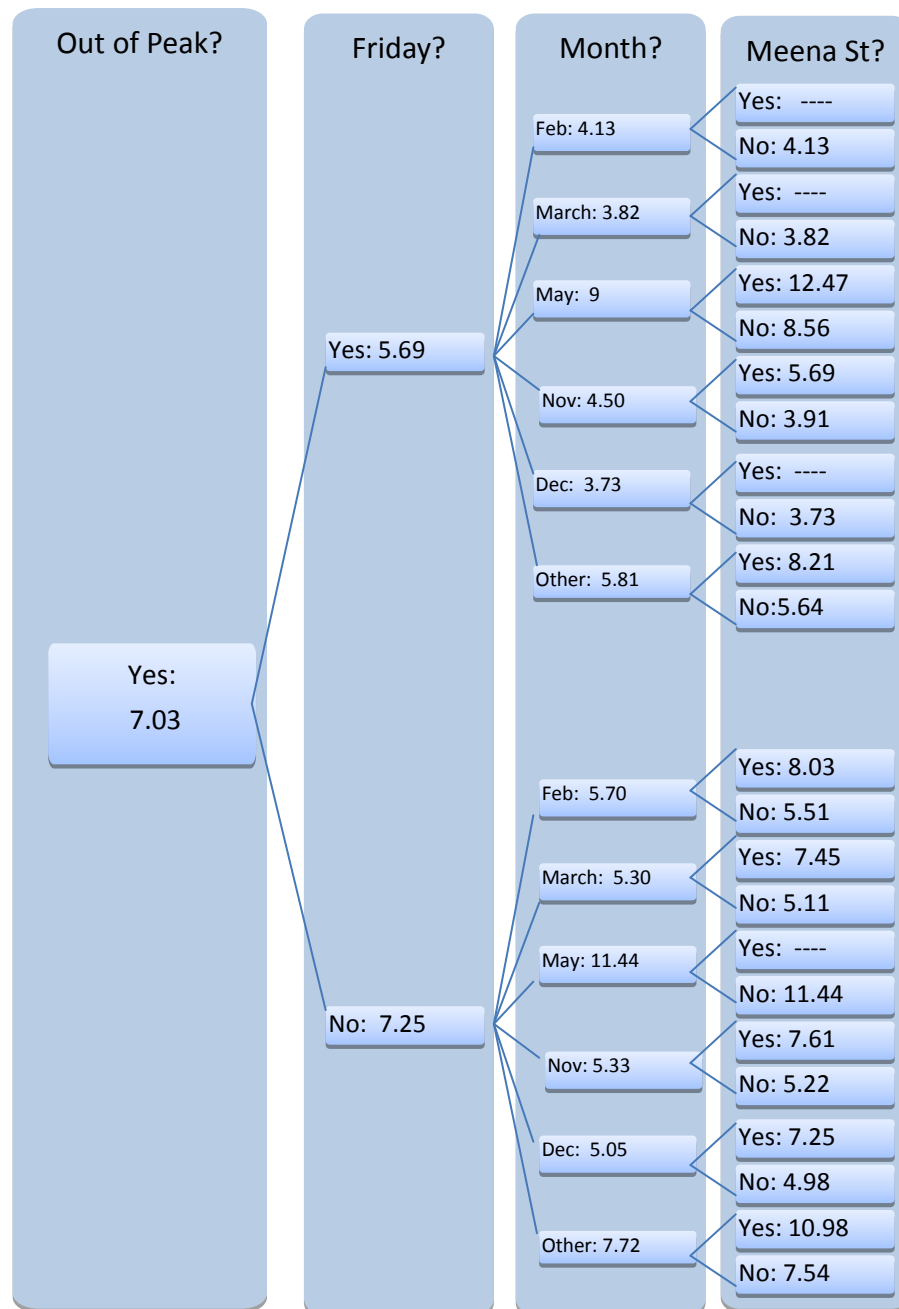 Out of Peak?
Friday?
Month?
Meena St?
Yes:
7.03
Yes: 5.69
No:  7.25
Feb: 4.13
March: 3.82
May:  9
Nov: 4.50
Dec:  3.73
Other:  5.81
Feb:  5.70
March:  5.30
May: 11.44
Nov: 5.33
Dec:  5.05
Other: 7.72
Yes:   ----
No: 4.13
Yes:  ----
No: 3.82
Yes: 12.47
No: 8.56
Yes: 5.69
No: 3.91
Yes:  ----
No:  3.73
Yes: 8.21
No:5.64
Yes: 8.03
No: 5.51
Yes:  7.45
No: 5.11
Yes:  ----
No: 11.44
Yes: 7.61
No: 5.22
Yes: 7.25
No: 4.98
Yes: 10.98
No: 7.54